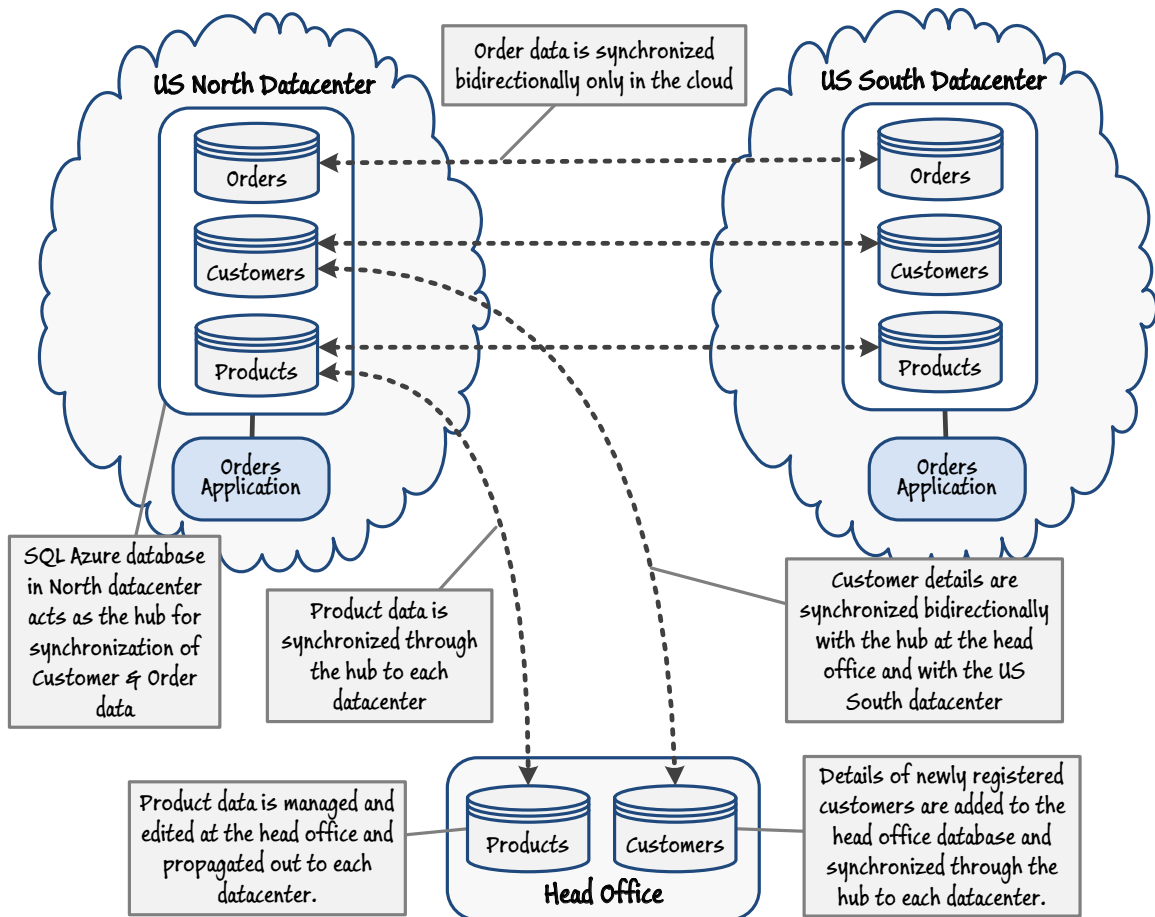 Order data is synchronized
bidirectionally only in the cloud
US North Datacenter
US South Datacenter
Orders
Customers
Products
Orders
Application
Orders
Customers
Products
Orders
Application
SQL Azure database
in North datacenter
acts as the hub for
synchronization of
Customer & Order
data
Product data is
synchronized through
the hub to each
datacenter
Customer details are
synchronized bidirectionally
with the hub at the head
office and with the US
South datacenter
Product data is managed and
edited at the head office and
propagated out to each
datacenter.
Products
Customers
Head Office
Details of newly registered
customers are added to the
head office database and
synchronized through the
hub to each datacenter.